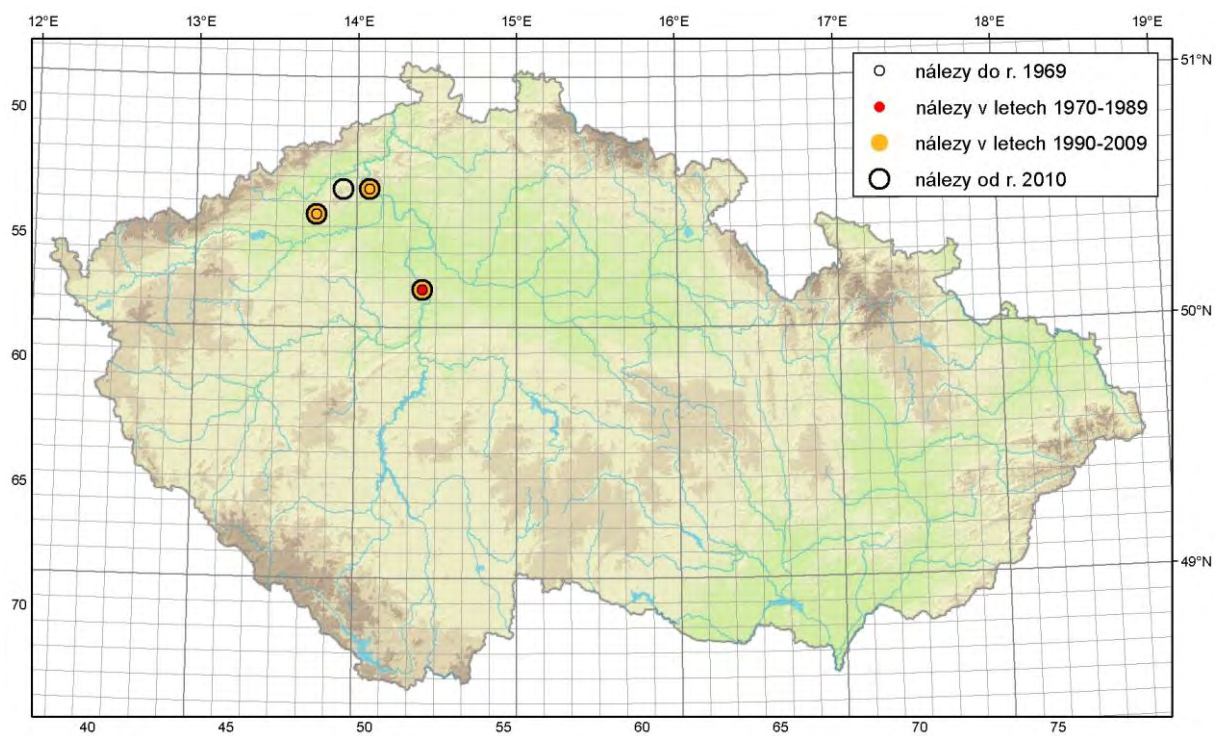 12°E 13°E 14°E 15°E 16°E 17°E 18°E 19°E
nálezy do r. 1969
nálezy v letech 1970-1989
nálezy v letech 1990-2009
nálezy od r. 2010
51°N
50
55
50°N
60
65
49°N
70
40 45 50 55 60 65 70 75